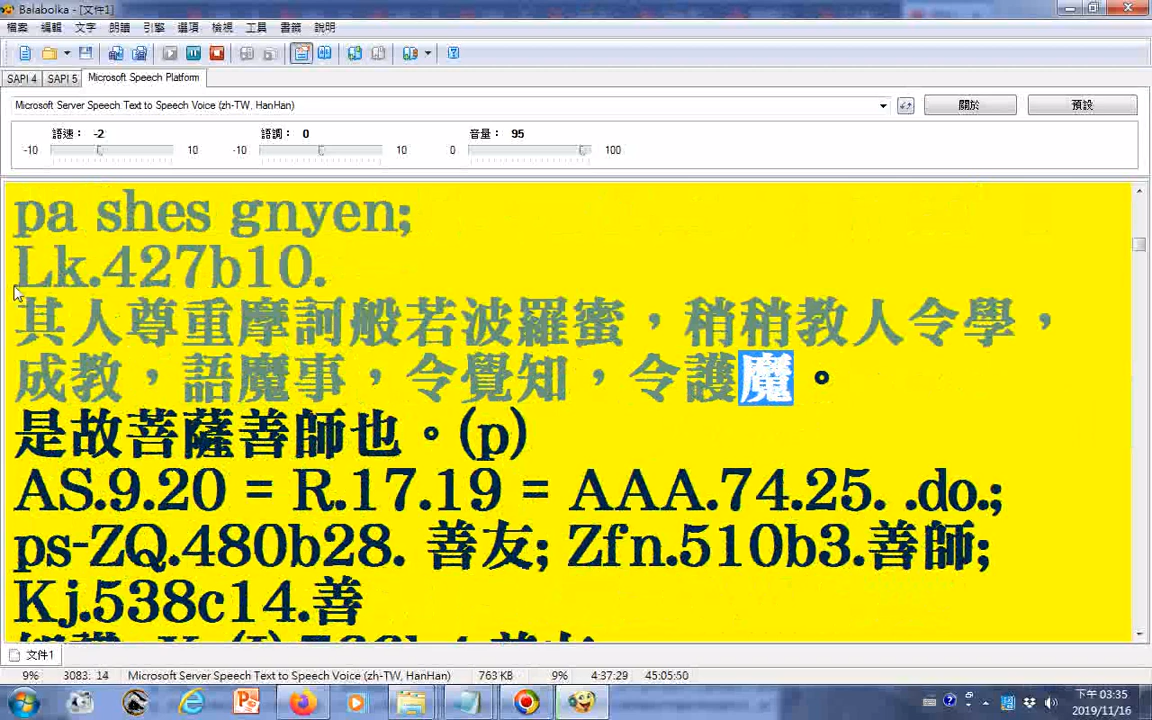 Balabolka - [文件1]
檔案 編輯 文字 朗讀 引擎 選項 檢視 工具 書籤 說明
SAPI 4 SAPI 5 Microsoft Speech Platform
Microsoft Server Speech Text to Speech Voice (zh-TW, HanHan) 關於 預設
語速： -2 語調： 0 音量： 95
-10 10 -10 10 0 100
pa shes gnyen;
Lk.427b10.
其人尊重摩訶般若波羅蜜，稍稍教人令學，
成教，語魔事，令覺知，令護魔。
是故菩薩善師也。(p)
AS.9.20 = R.17.19 = AAA.74.25. .do.;
ps-ZQ.480b28. 善友; Zfn.510b3.善師;
Kj.538c14.善
文件1
9% 3083: 14 Microsoft Server Speech Text to Speech Voice (zh-TW, HanHan) 763 KB 9% 4:37:29 45:05:50
下午 03:35
2019/11/16